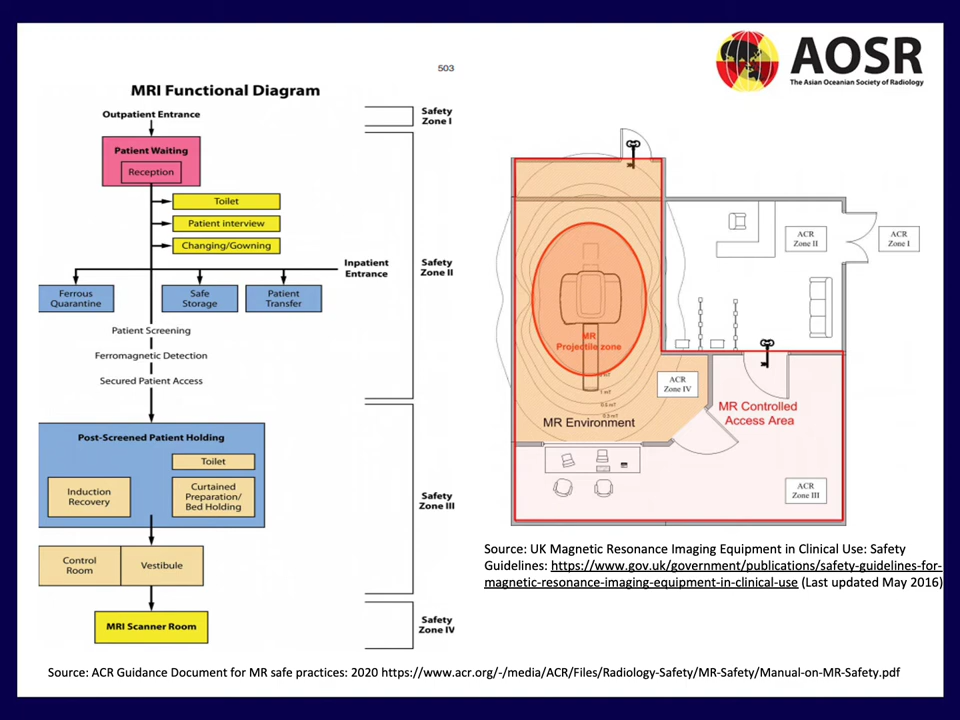 AOSR
The Asian Oceanian Society of Radiology
503
MRI Functional Diagram
Outpatient Entrance
Safety
Zone I
Patient Waiting
Reception
Toilet
Patient interview
Changing/Gowning
Inpatient
Entrance
Safety
Zone II
Ferrous
Quarantine
Safe
Storage
Patient
Transfer
Patient Screening
Ferromagnetic Detection
Secured Patient Access
Post-Screened Patient Holding
Toilet
Induction
Recovery
Curtained
Preparation/
Bed Holding
Safety
Zone III
Control
Room
Vestibule
MRI Scanner Room
Safety
Zone IV
ACR
Zone II
ACR
Zone I
MR
Projectile zone
1 mT
0.5 mT
ACR
Zone IV
MR Environment
MR Controlled
Access Area
ACR
Zone III
Source: UK Magnetic Resonance Imaging Equipment in Clinical Use: Safety
Guidelines: https://www.gov.uk/government/publications/safety-guidelines-for-
magnetic-resonance-imaging-equipment-in-clinical-use (Last updated May 2016)
Source: ACR Guidance Document for MR safe practices: 2020 https://www.acr.org/-/media/ACR/Files/Radiology-Safety/MR-Safety/Manual-on-MR-Safety.pdf